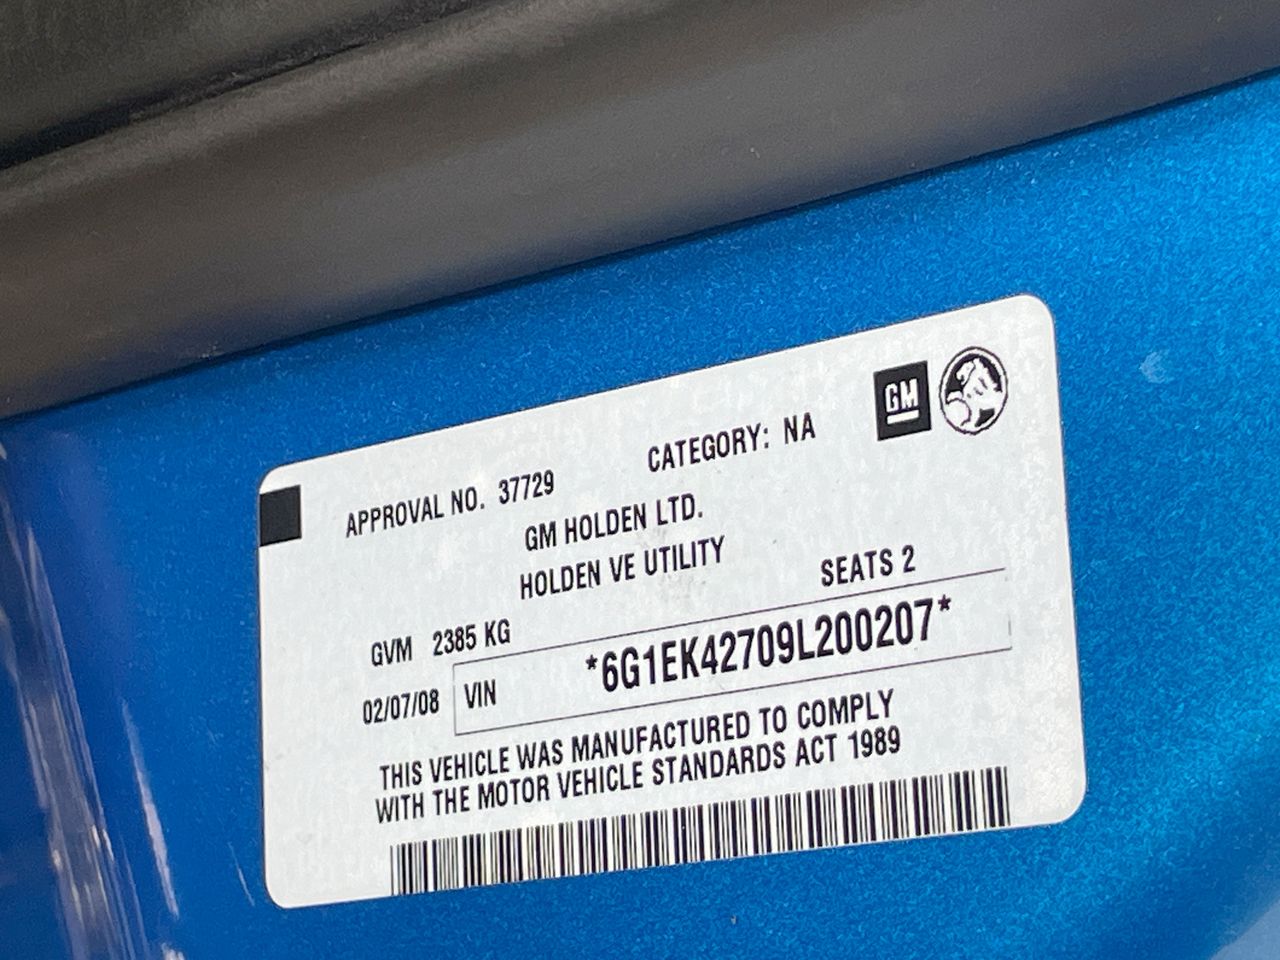 GM
APPROVAL NO. 37729 CATEGORY: NA
GM HOLDEN LTD.
HOLDEN VE UTILITY
SEATS 2
GVM 2385 KG
02/07/08 VIN *6G1EK42709L200207*
THIS VEHICLE WAS MANUFACTURED TO COMPLY
WITH THE MOTOR VEHICLE STANDARDS ACT 1989